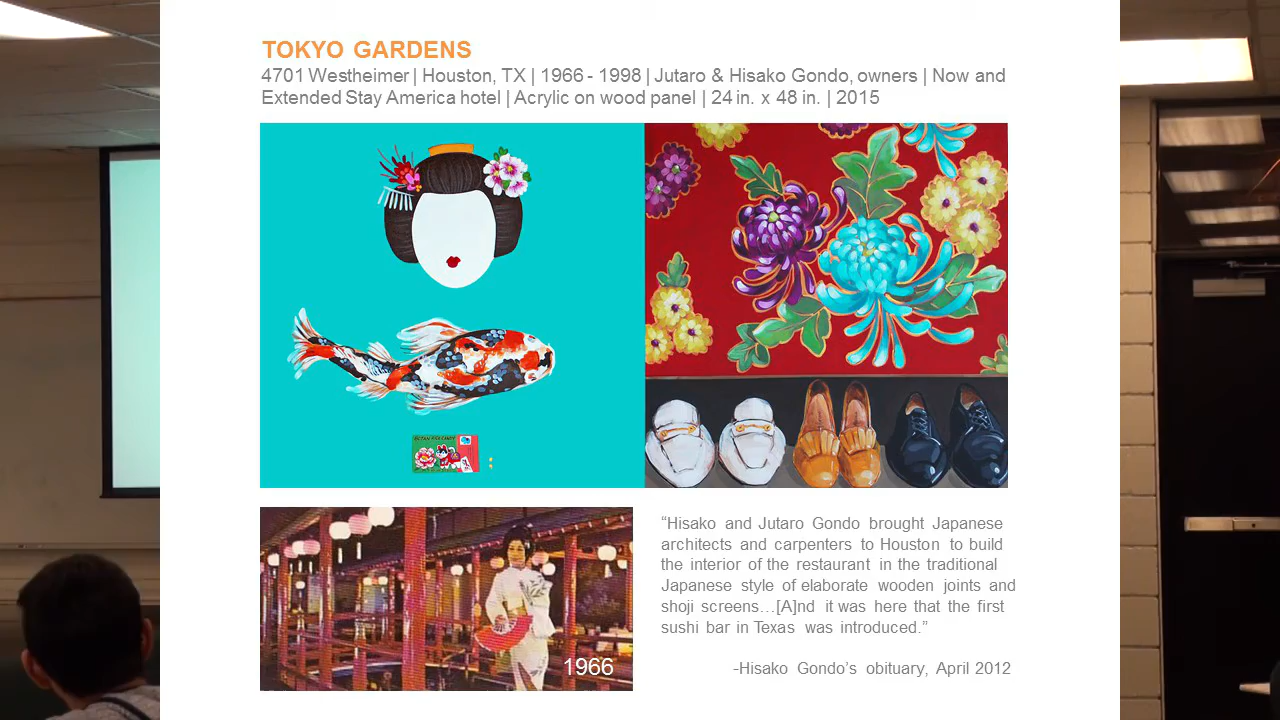 TOKYO GARDENS
4701 Westheimer | Houston, TX | 1966 - 1998 | Jutaro & Hisako Gondo, owners | Now and
Extended Stay America hotel | Acrylic on wood panel | 24 in. x 48 in. | 2015
1966
“Hisako and Jutaro Gondo brought Japanese
architects and carpenters to Houston to build
the interior of the restaurant in the traditional
Japanese style of elaborate wooden joints and
shoji screens…[A]nd it was here that the first
sushi bar in Texas was introduced.”
-Hisako Gondo’s obituary, April 2012